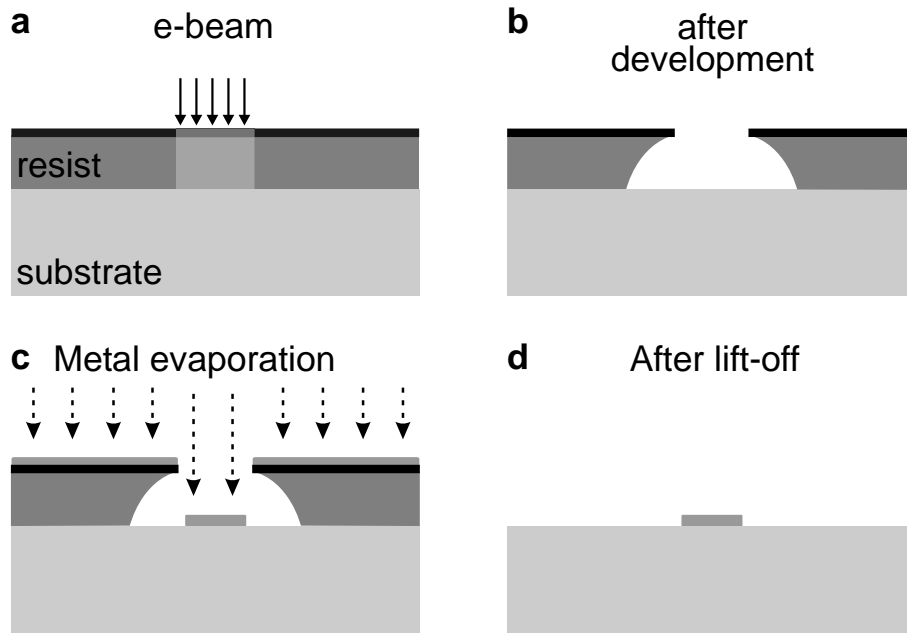 a
e-beam
resist
substrate
b
after
development
c Metal evaporation
d After lift-off